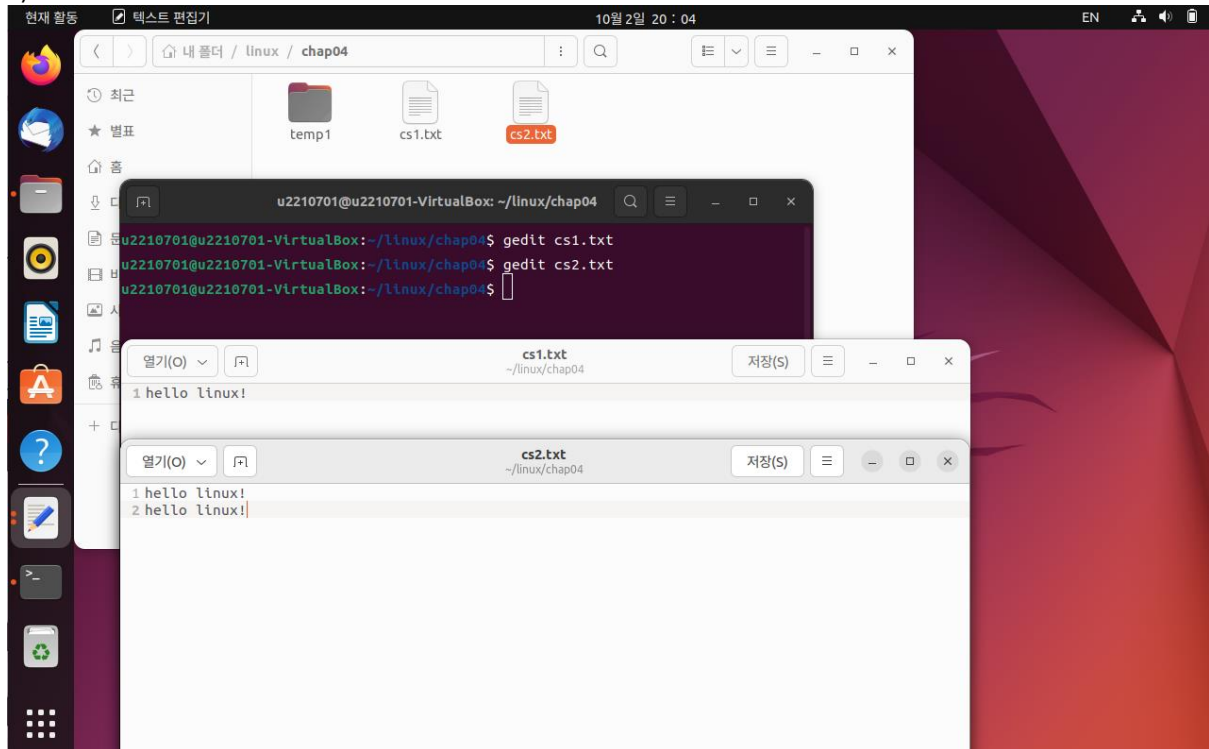 현재 활동 텍스트 편집기 10월 2일 20 : 04 EN
내 폴더 / linux / chap04
최근
별표
홈
temp1 cs1.txt cs2.txt
u2210701@u2210701-VirtualBox: ~/linux/chap04
u2210701@u2210701-VirtualBox:~/linux/chap04$ gedit cs1.txt
u2210701@u2210701-VirtualBox:~/linux/chap04$ gedit cs2.txt
u2210701@u2210701-VirtualBox:~/linux/chap04$
열기(O) cs1.txt 저장(S)
~/linux/chap04
1 hello linux!
열기(O) cs2.txt 저장(S)
~/linux/chap04
1 hello linux!
2 hello linux!